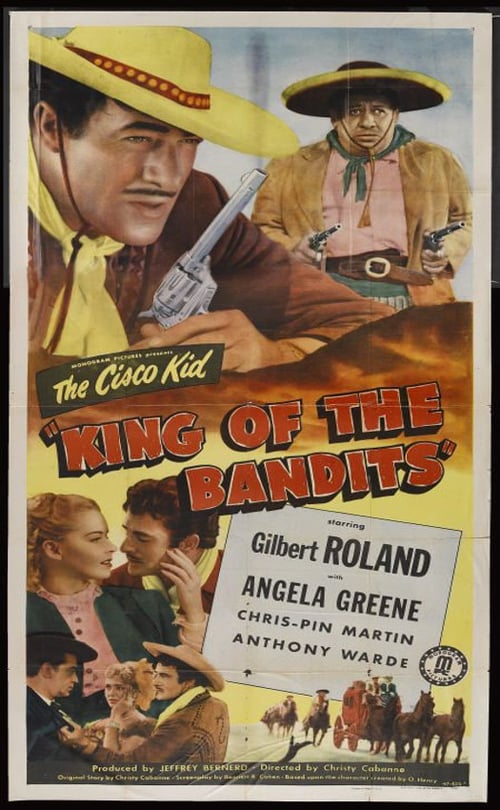 MONOGRAM PICTURES presents
The Cisco Kid
"KING OF THE
BANDITS"
starring
Gilbert ROLAND
with
ANGELA GREENE
CHRIS-PIN MARTIN
ANTHONY WARDE
MONOGRAM
PICTURES
Produced by JEFFREY BERNERD - Directed by Christy Cabanne
Original Story by Christy Cabanne - Screenplay by Bennett R. Cohen - Based upon the character created by O. Henry